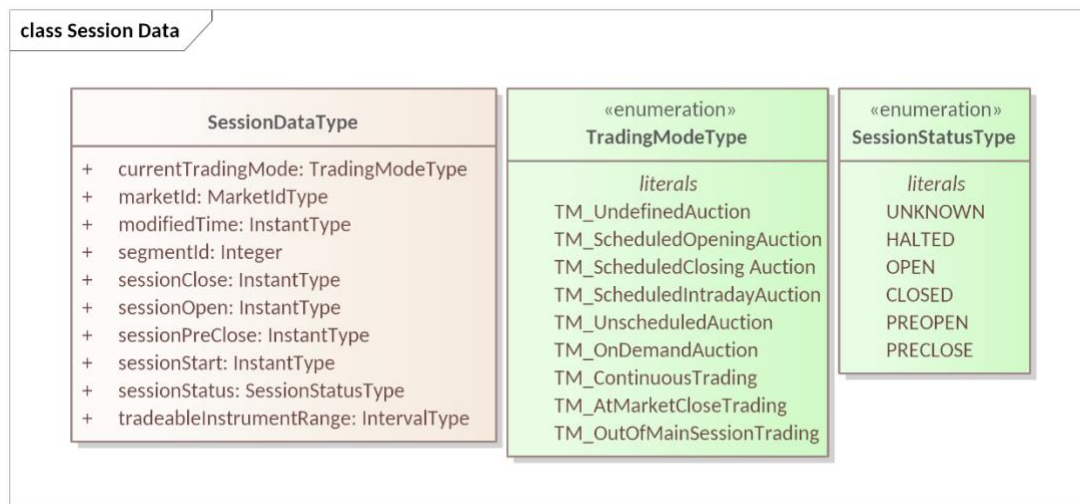 class Session Data
SessionDataType
+ currentTradingMode: TradingModeType
+ marketId: MarketIdType
+ modifiedTime: InstantType
+ segmentId: Integer
+ sessionClose: InstantType
+ sessionOpen: InstantType
+ sessionPreClose: InstantType
+ sessionStart: InstantType
+ sessionStatus: SessionStatusType
+ tradeableInstrumentRange: IntervalType
«enumeration»
TradingModeType
literals
TM_UndefinedAuction
TM_ScheduledOpeningAuction
TM_ScheduledClosing Auction
TM_ScheduledIntradayAuction
TM_UnscheduledAuction
TM_OnDemandAuction
TM_ContinuousTrading
TM_AtMarketCloseTrading
TM_OutOfMainSessionTrading
«enumeration»
SessionStatusType
literals
UNKNOWN
HALTED
OPEN
CLOSED
PREOPEN
PRECLOSE